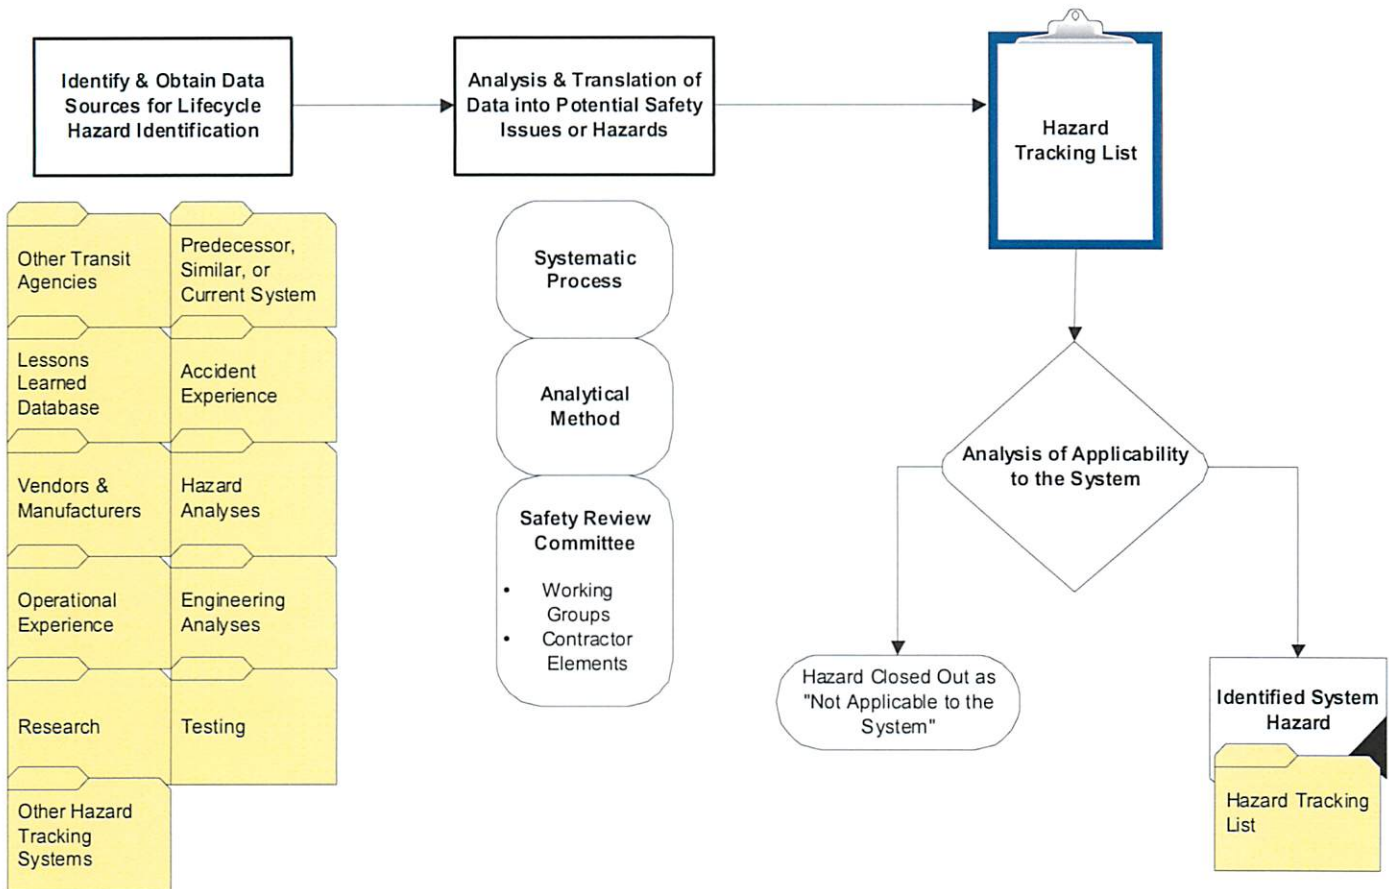 Identify & Obtain Data
Sources for Lifecycle
Hazard Identification
Analysis & Translation of
Data into Potential Safety
Issues or Hazards
Hazard
Tracking List
Other Transit
Agencies
Predecessor,
Similar, or
Current System
Lessons
Learned
Database
Accident
Experience
Vendors &
Manufacturers
Hazard
Analyses
Operational
Experience
Engineering
Analyses
Research
Testing
Other Hazard
Tracking
Systems
Systematic
Process
Analytical
Method
Safety Review
Committee
• Working
Groups
• Contractor
Elements
Analysis of Applicability
to the System
Hazard Closed Out as
"Not Applicable to the
System"
Identified System
Hazard
Hazard Tracking
List